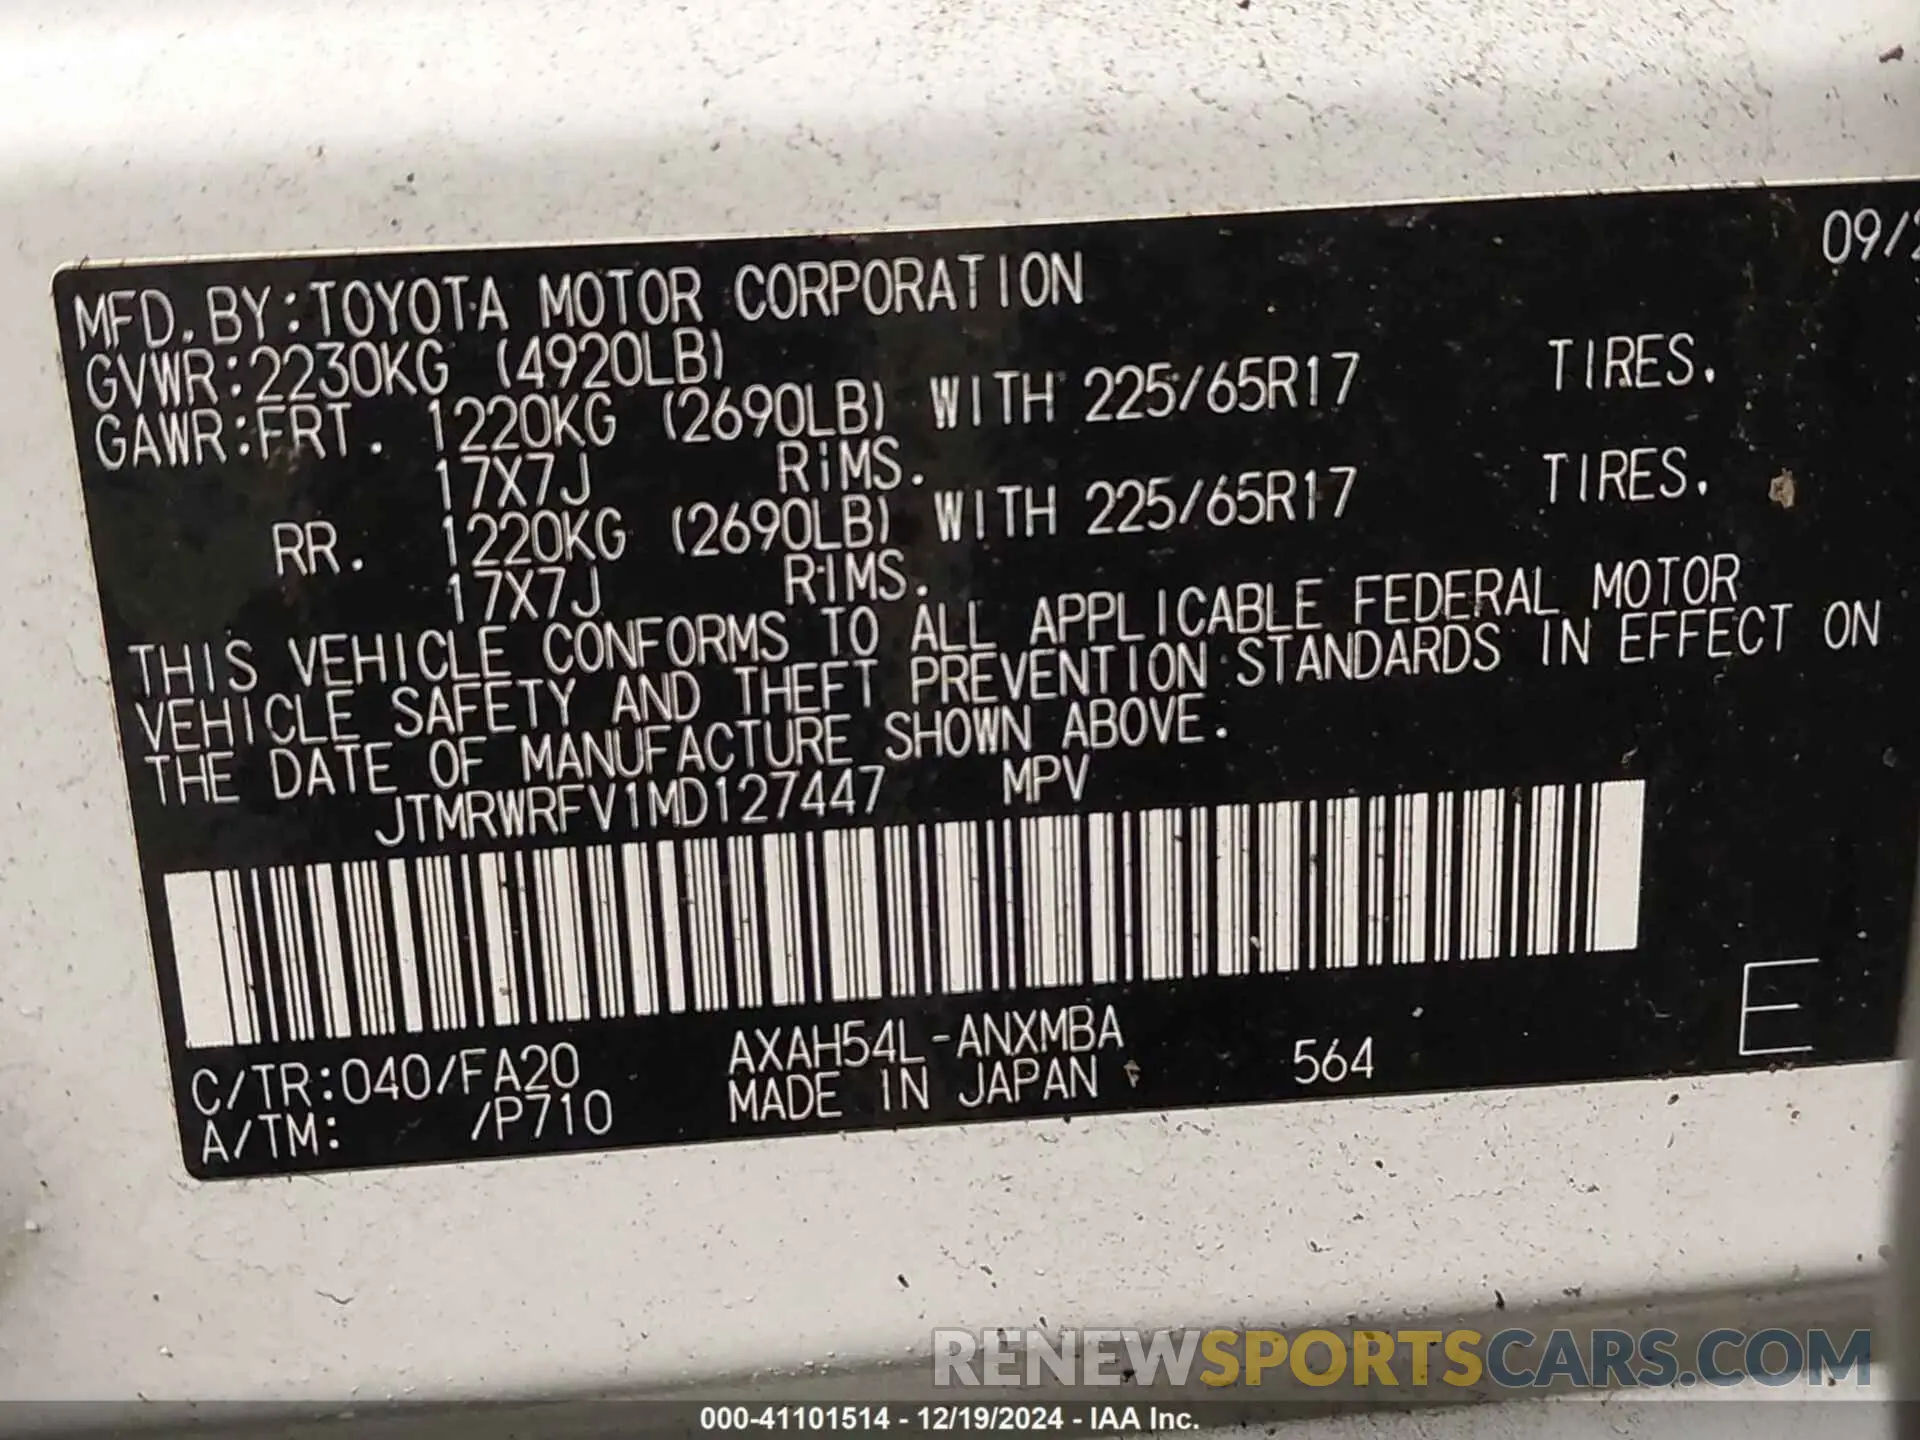 09/2
MFD. BY:TOYOTA MOTOR CORPORATION
GVWR:2230KG (4920LB)
GAWR:FRT. 1220KG (2690LB) WITH 225/65R17 TIRES.
17X7J RIMS.
RR. 1220KG (2690LB) WITH 225/65R17 TIRES.
17X7J RIMS.
THIS VEHICLE CONFORMS TO ALL APPLICABLE FEDERAL MOTOR
VEHICLE SAFETY AND THEFT PREVENTION STANDARDS IN EFFECT ON
THE DATE OF MANUFACTURE SHOWN ABOVE.
JTMRWRFV1MD127447 MPV
C/TR:040/FA20 AXAH54L-ANXMBA 564 E
A/TM: /P710 MADE IN JAPAN
RENEWSPORTSCARS.COM
000-41101514 - 12/19/2024 - IAA Inc.